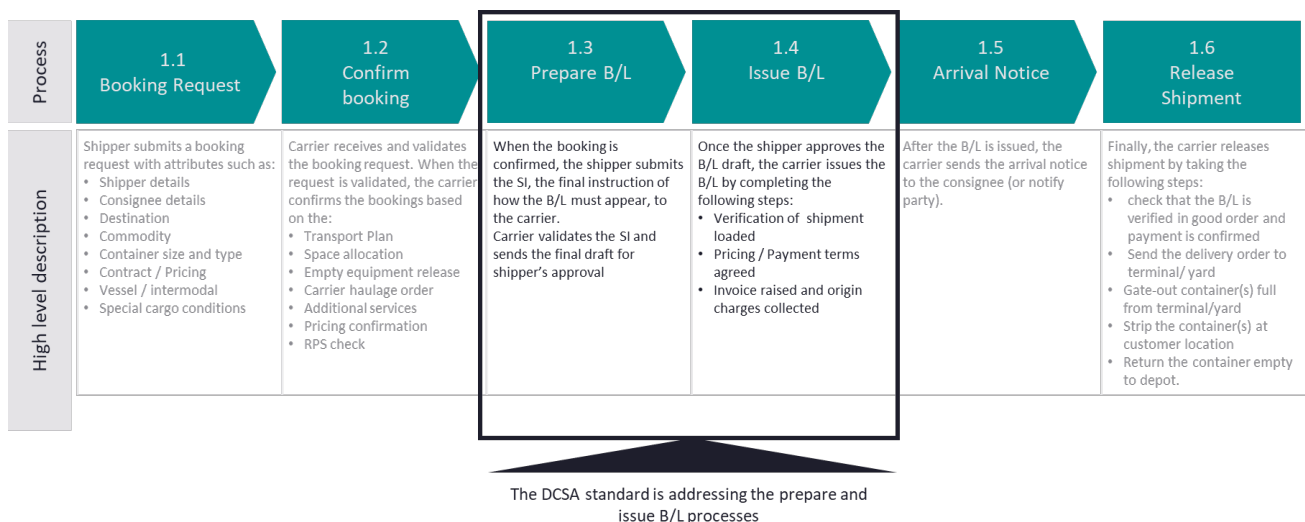 Process
1.1
Booking Request
1.2
Confirm
booking
1.3
Prepare B/L
1.4
Issue B/L
1.5
Arrival Notice
1.6
Release
Shipment
High level description
Shipper submits a booking
request with attributes such as:
• Shipper details
• Consignee details
• Destination
• Commodity
• Container size and type
• Contract / Pricing
• Vessel / intermodal
• Special cargo conditions
Carrier receives and validates
the booking request. When the
request is validated, the carrier
confirms the bookings based
on the:
• Transport Plan
• Space allocation
• Empty equipment release
• Carrier haulage order
• Additional services
• Pricing confirmation
• RPS check
When the booking is
confirmed, the shipper submits
the SI, the final instruction of
how the B/L must appear, to
the carrier.
Carrier validates the SI and
sends the final draft for
shipper's approval
Once the shipper approves the
B/L draft, the carrier issues the
B/L by completing the
following steps:
• Verification of shipment
loaded
• Pricing / Payment terms
agreed
• Invoice raised and origin
charges collected
After the B/L is issued, the
carrier sends the arrival notice
to the consignee (or notify
party).
Finally, the carrier releases
shipment by taking the
following steps:
• check that the B/L is
verified in good order and
payment is confirmed
• Send the delivery order to
terminal/ yard
• Gate-out container(s) full
from terminal/yard
• Strip the container(s) at
customer location
• Return the container empty
to depot.
The DCSA standard is addressing the prepare and
issue B/L processes